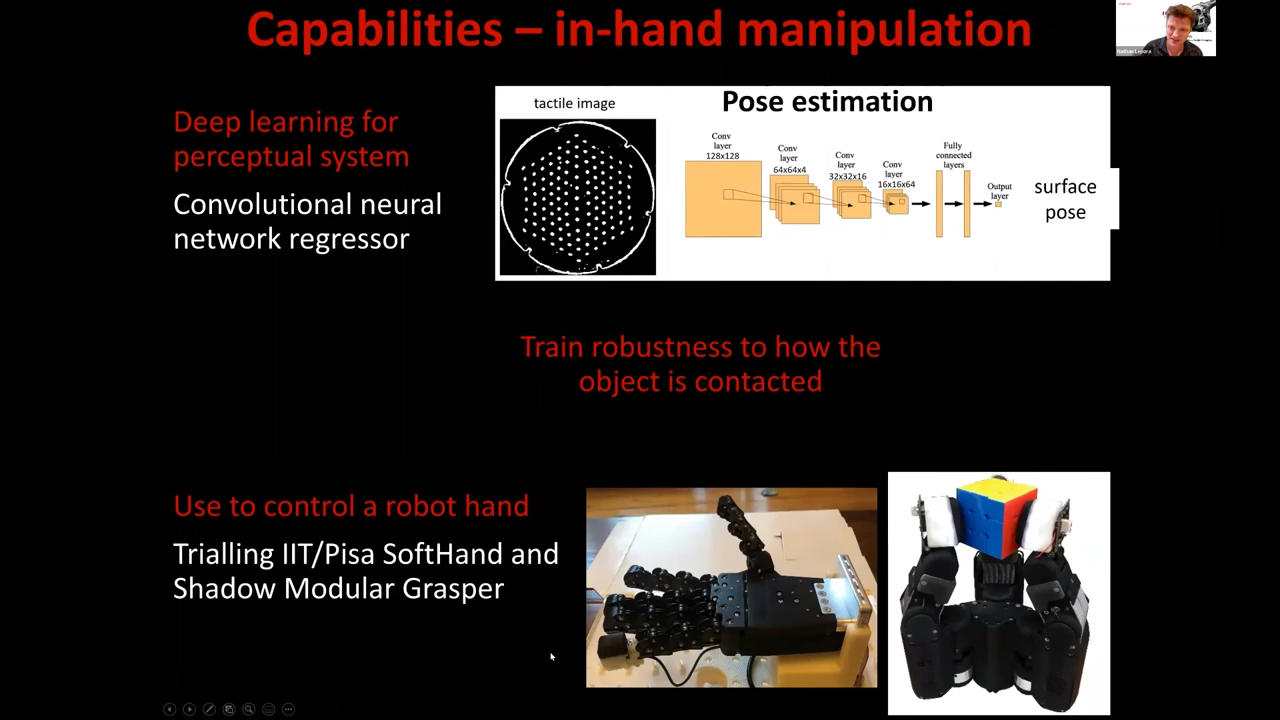 Capabilities – in-hand manipulation
Deep learning for
perceptual system
Convolutional neural
network regressor
tactile image
Pose estimation
Conv
layer
128x128
Conv
layer
64x64x4
Conv
layer
32x32x16
Conv
layer
16x16x64
Fully
connected
layers
Output
layer
surface
pose
Train robustness to how the
object is contacted
Use to control a robot hand
Trialling IIT/Pisa SoftHand and
Shadow Modular Grasper